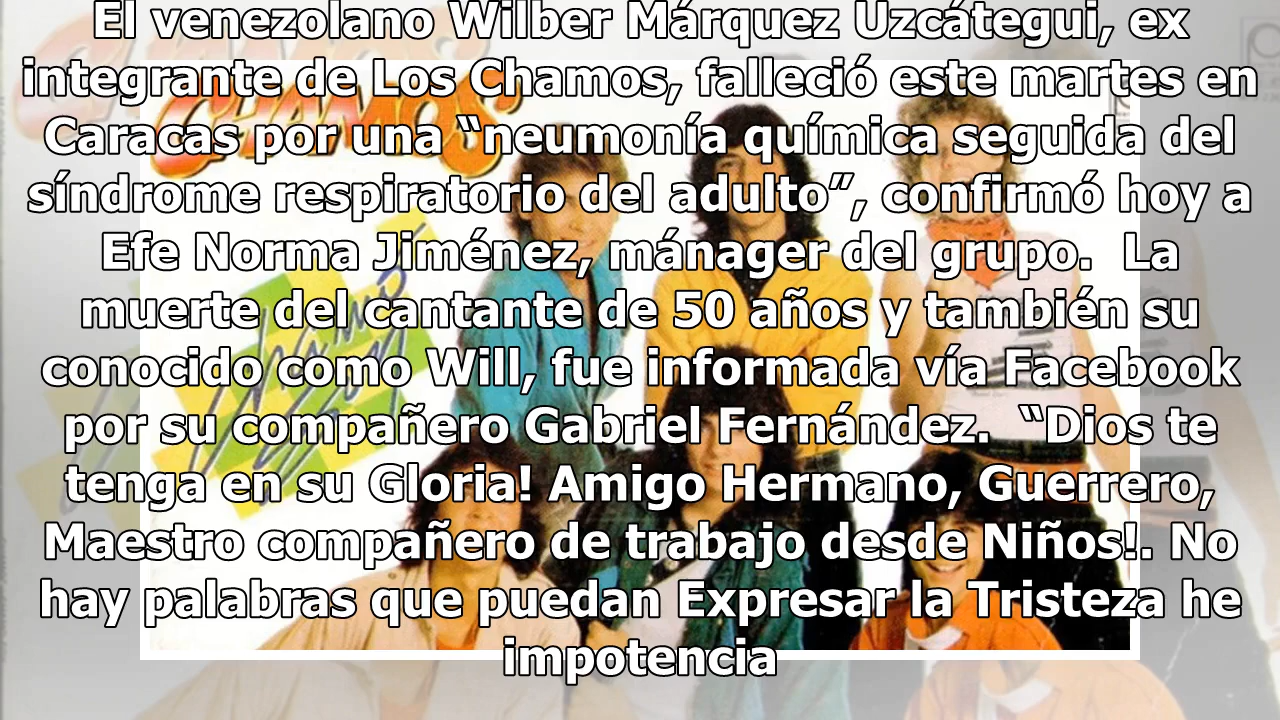 El venezolano Wilber Márquez Uzcátegui, ex
integrante de Los Chamos, falleció este martes en
Caracas por una “neumonía química seguida del
síndrome respiratorio del adulto”, confirmó hoy a
Efe Norma Jiménez, mánager del grupo.  La
muerte del cantante de 50 años y también su
conocido como Will, fue informada vía Facebook
por su compañero Gabriel Fernández.  “Dios te
tenga en su Gloria! Amigo Hermano, Guerrero,
Maestro compañero de trabajo desde Niños!. No
hay palabras que puedan Expresar la Tristeza he
impotencia
CHAMOS